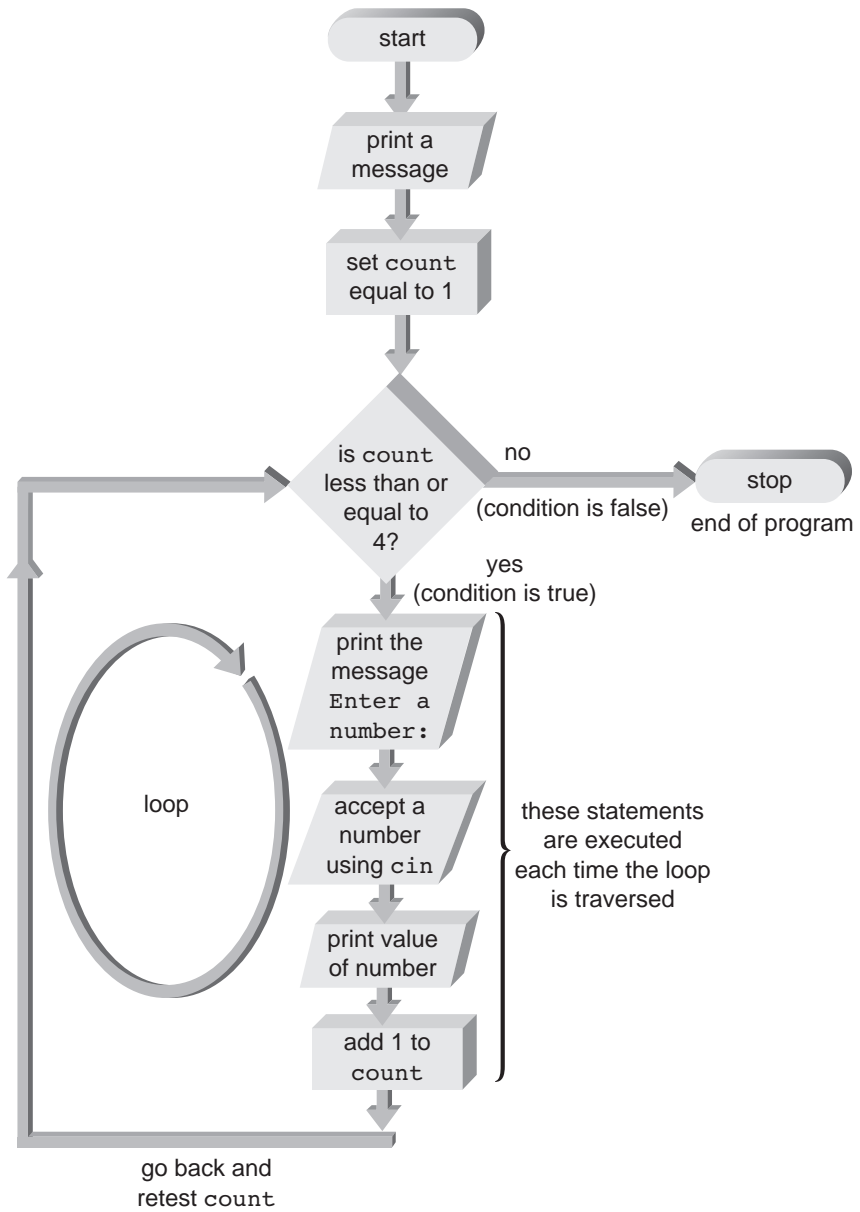 start
print a
message
set count
equal to 1
is count
less than or
equal to
4?
no
(condition is false)
stop
end of program
yes
(condition is true)
print the
message
Enter a
number:
accept a
number
using cin
print value
of number
add 1 to
count
these statements
are executed
each time the loop
is traversed
loop
go back and
retest count